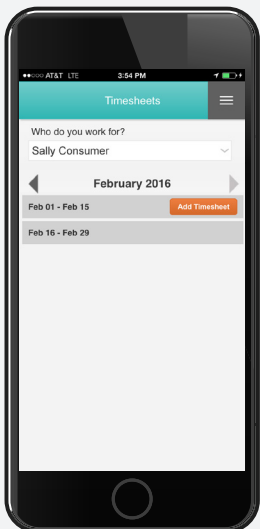 AT&T LTE 3:54 PM
Timesheets
Who do you work for?
Sally Consumer
February 2016
Feb 01 - Feb 15 Add Timesheet
Feb 16 - Feb 29